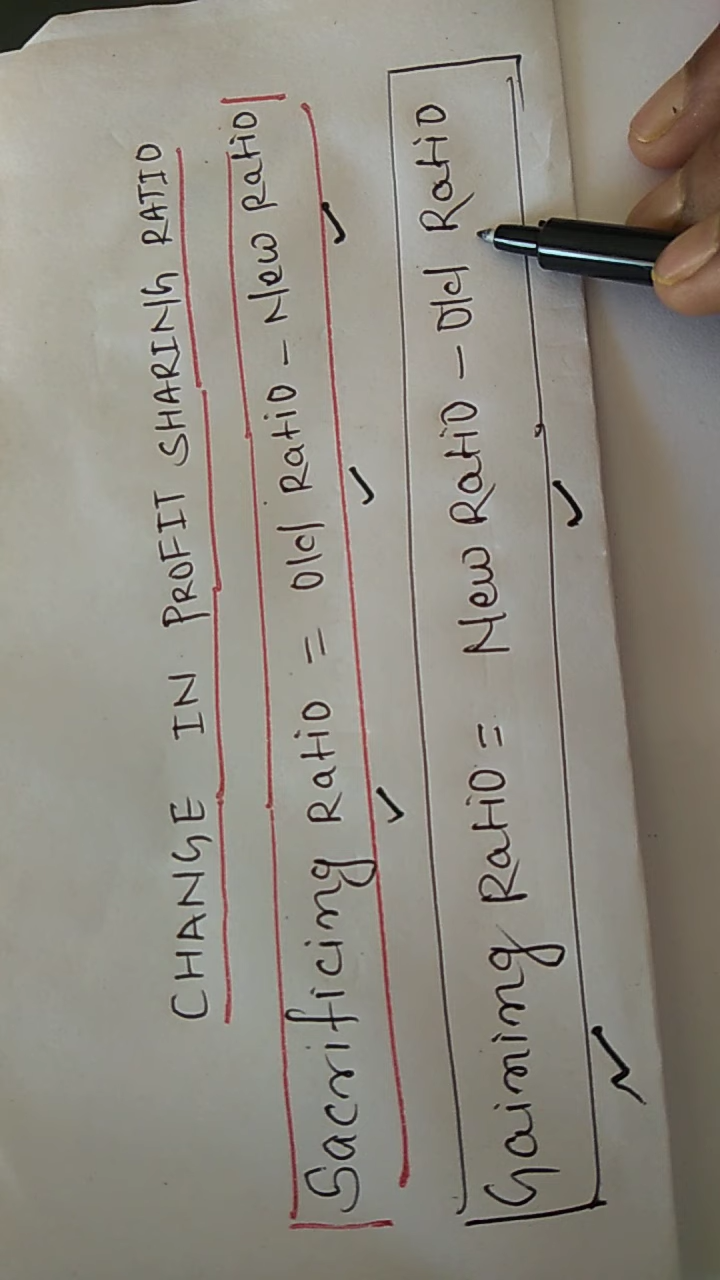 CHANGE IN PROFIT SHARING RATIO
Sacrificing Ratio = Old Ratio - New Ratio
Gaining Ratio = New Ratio - Old Ratio